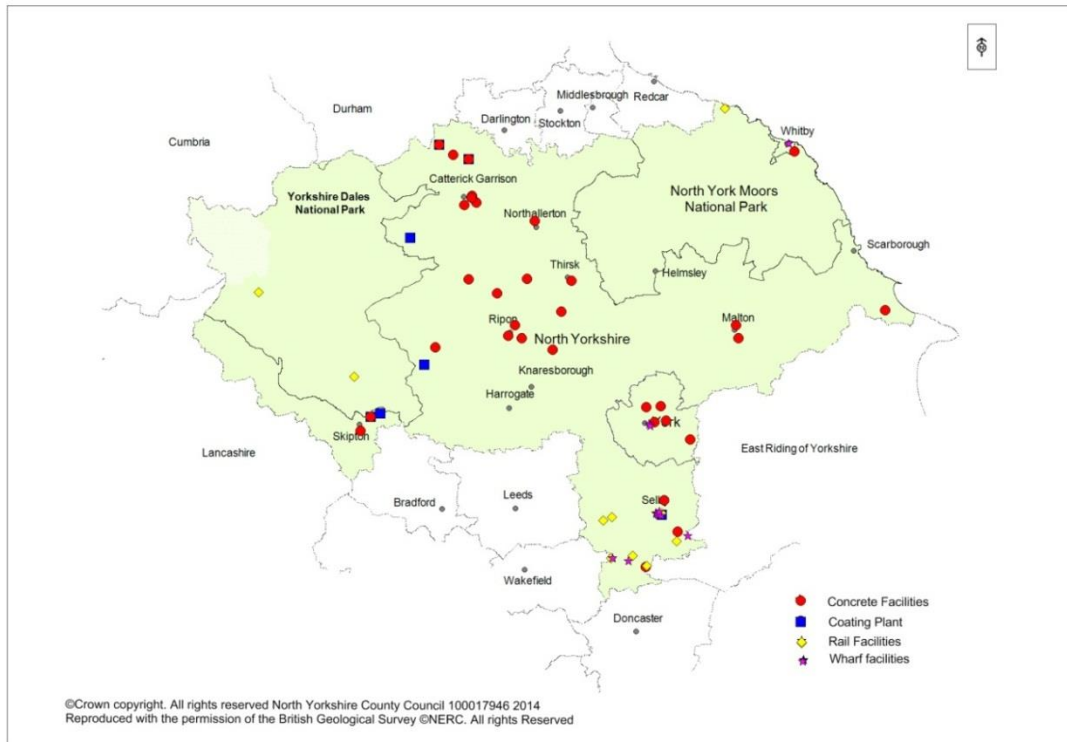 N
Middlesbrough
Redcar
Durham
Darlington
Stockton
Whitby
Cumbria
Catterick Garrison
Yorkshire Dales
National Park
North York Moors
National Park
Northallerton
Scarborough
Thirsk
Helmsley
Ripon
Malton
North Yorkshire
Knaresborough
Harrogate
Skipton
East Riding of Yorkshire
Lancashire
Bradford
Leeds
Wakefield
Doncaster
Concrete Facilities
Coating Plant
Rail Facilities
Wharf facilities
©Crown copyright. All rights reserved North Yorkshire County Council 100017946 2014
Reproduced with the permission of the British Geological Survey ©NERC. All rights Reserved